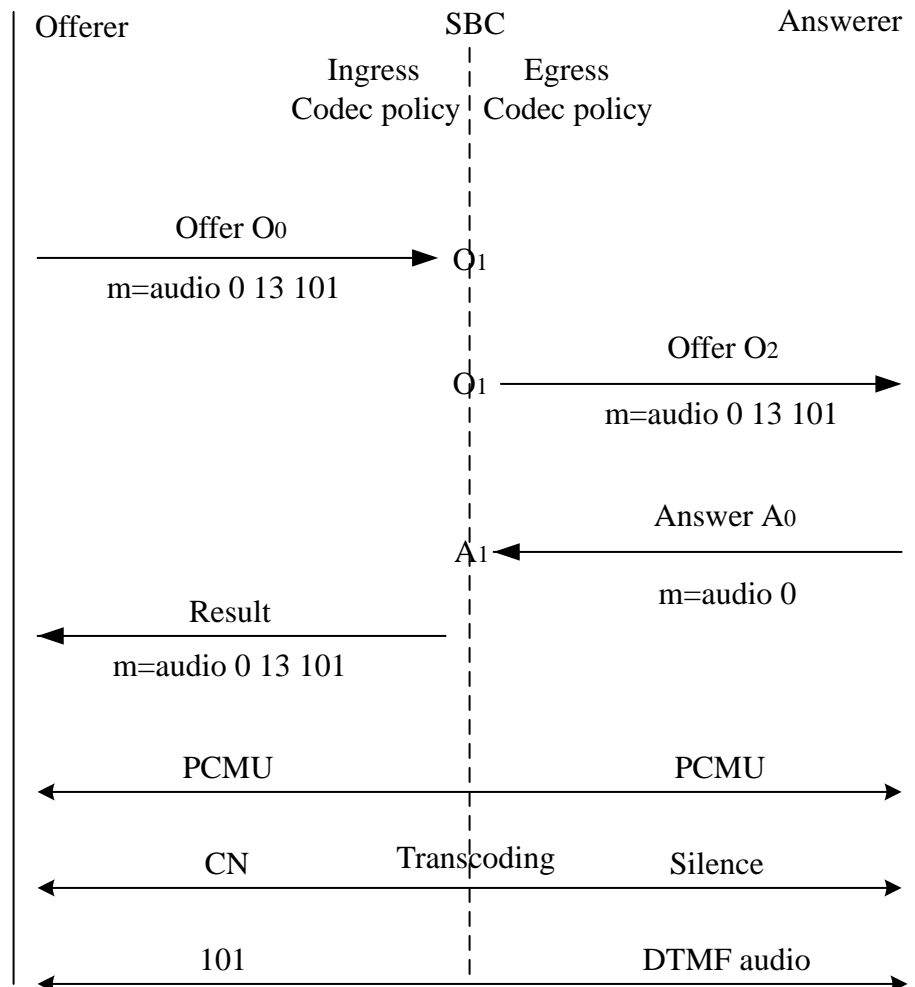 Offerer SBC Answerer
Ingress Egress
Codec policy Codec policy
Offer O0
O1
m=audio 0 13 101
Offer O2
O1
m=audio 0 13 101
Answer A0
A1
m=audio 0
Result
m=audio 0 13 101
PCMU PCMU
CN Transcoding Silence
101 DTMF audio